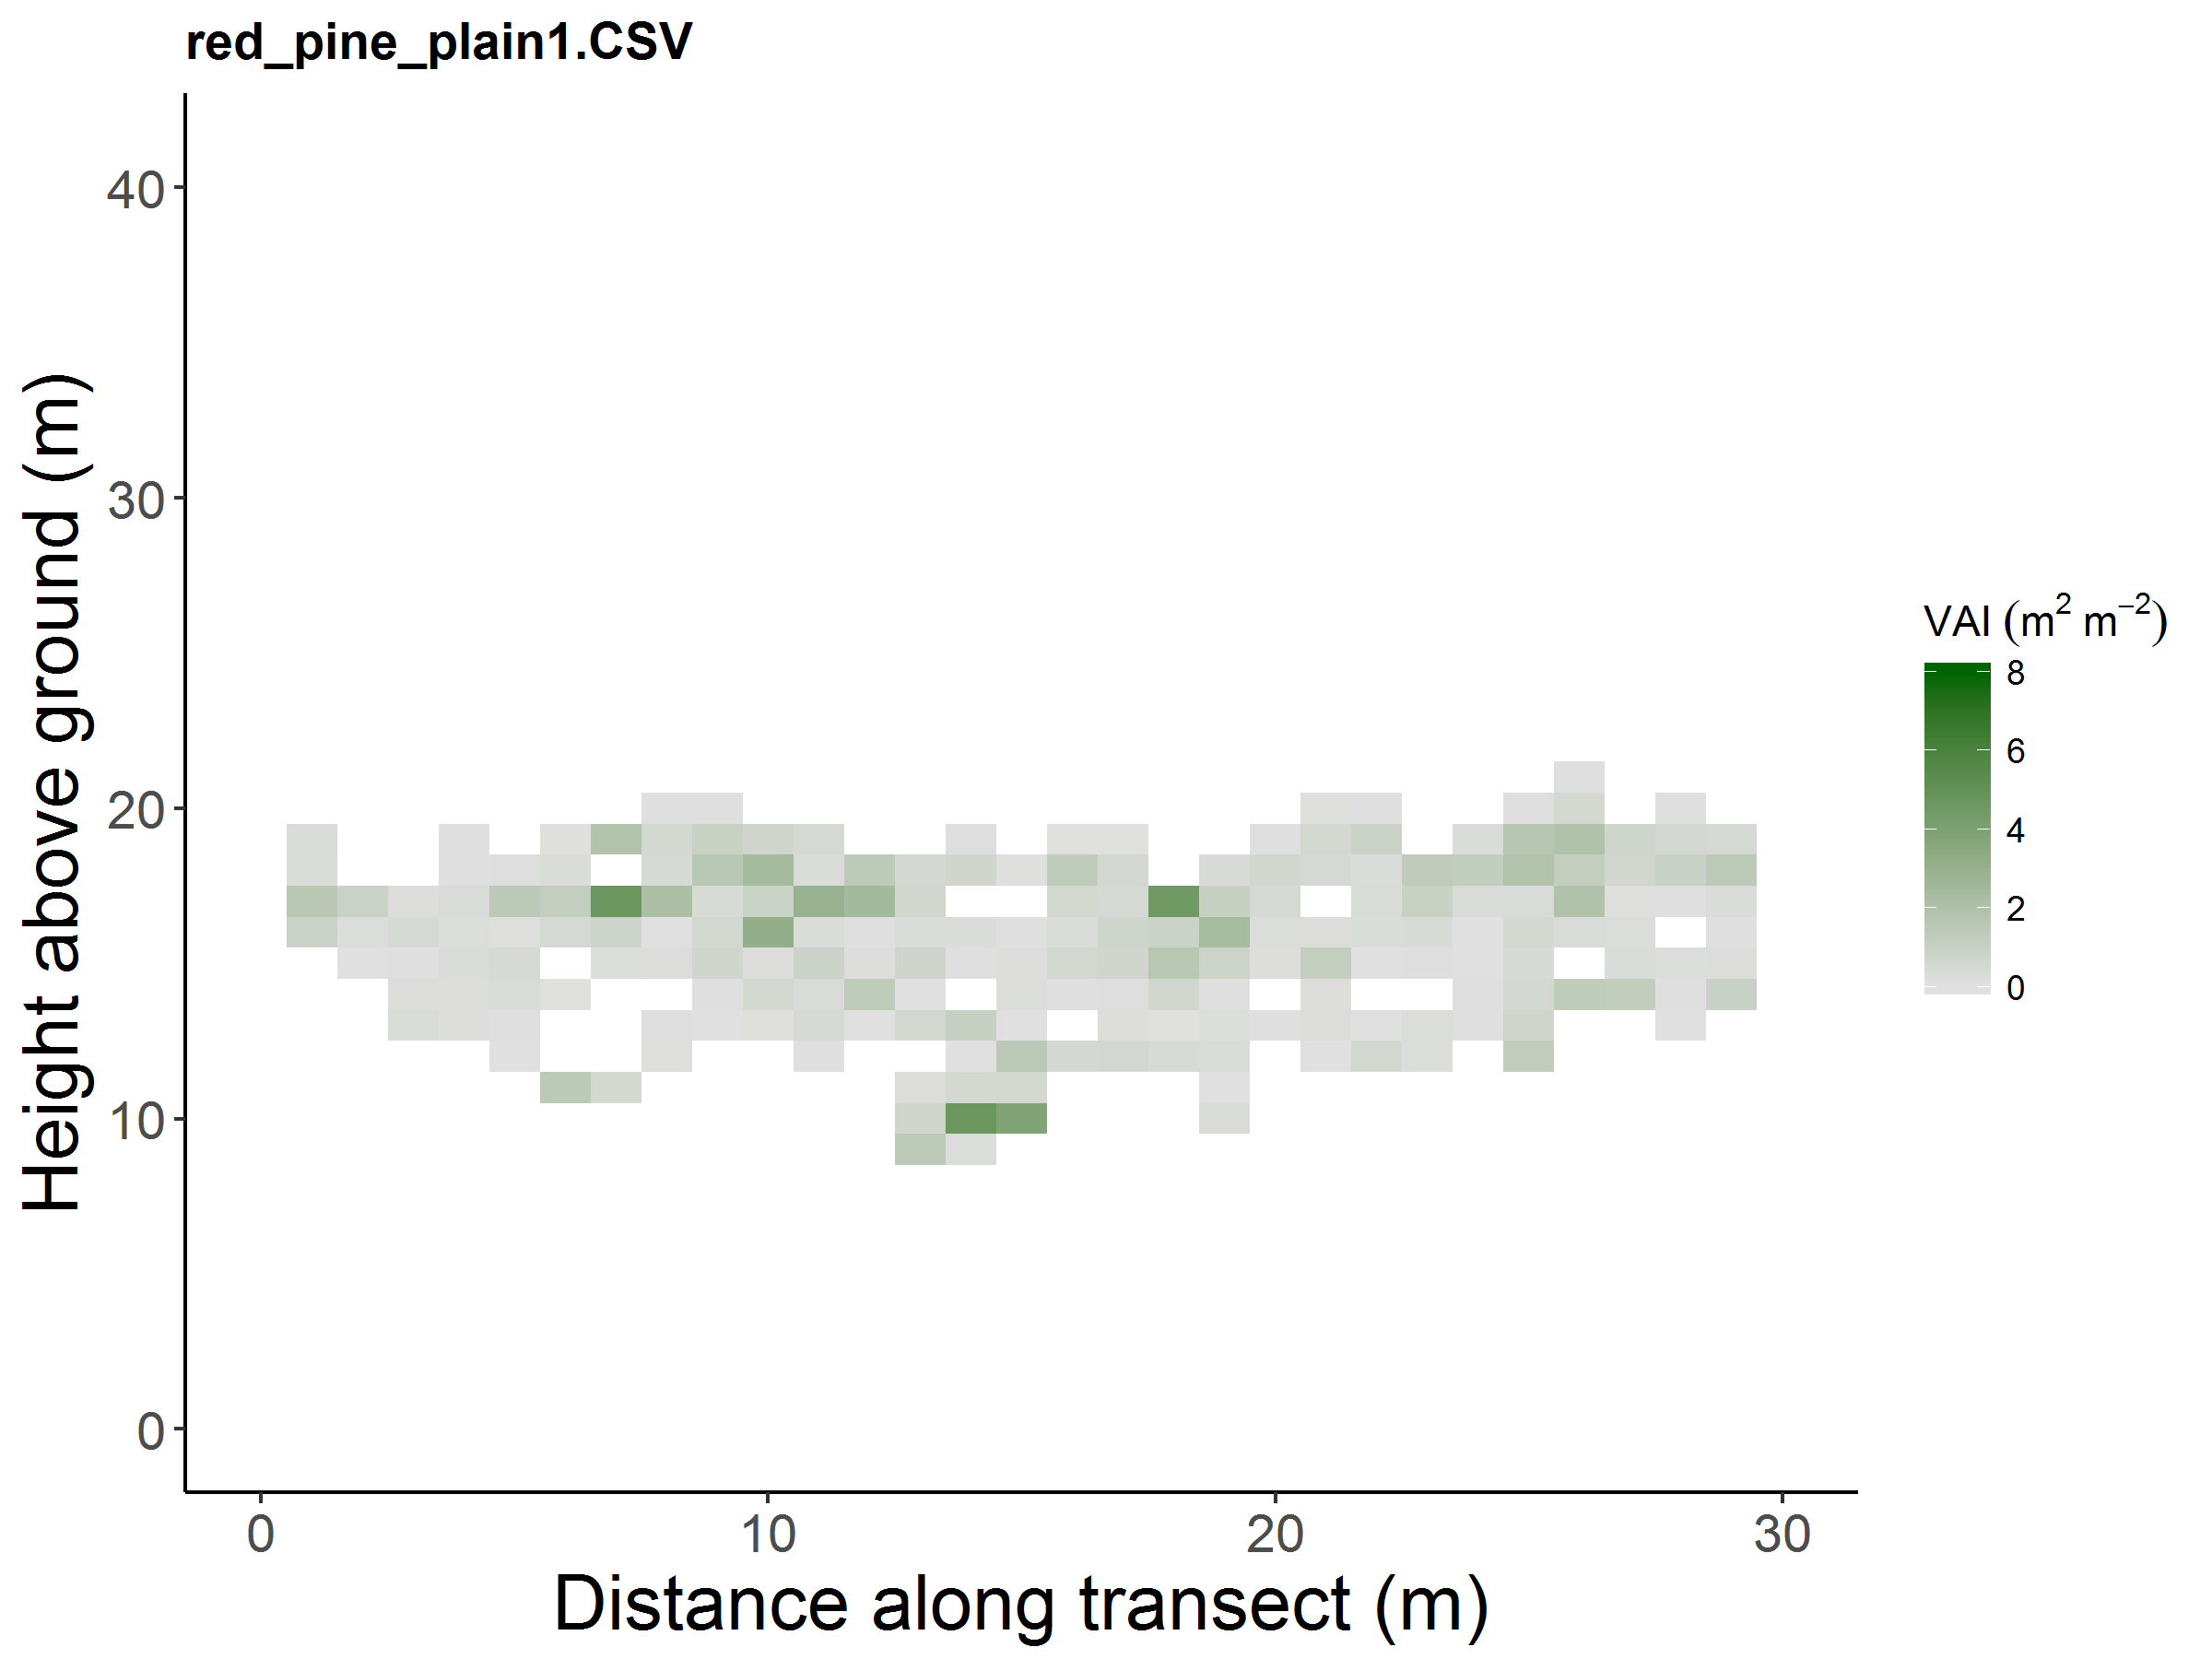 red_pine_plain1.CSV
Height above ground (m)
40
30
20
10
0
0 10 20 30
Distance along transect (m)
VAI (m² m⁻²)
8
6
4
2
0